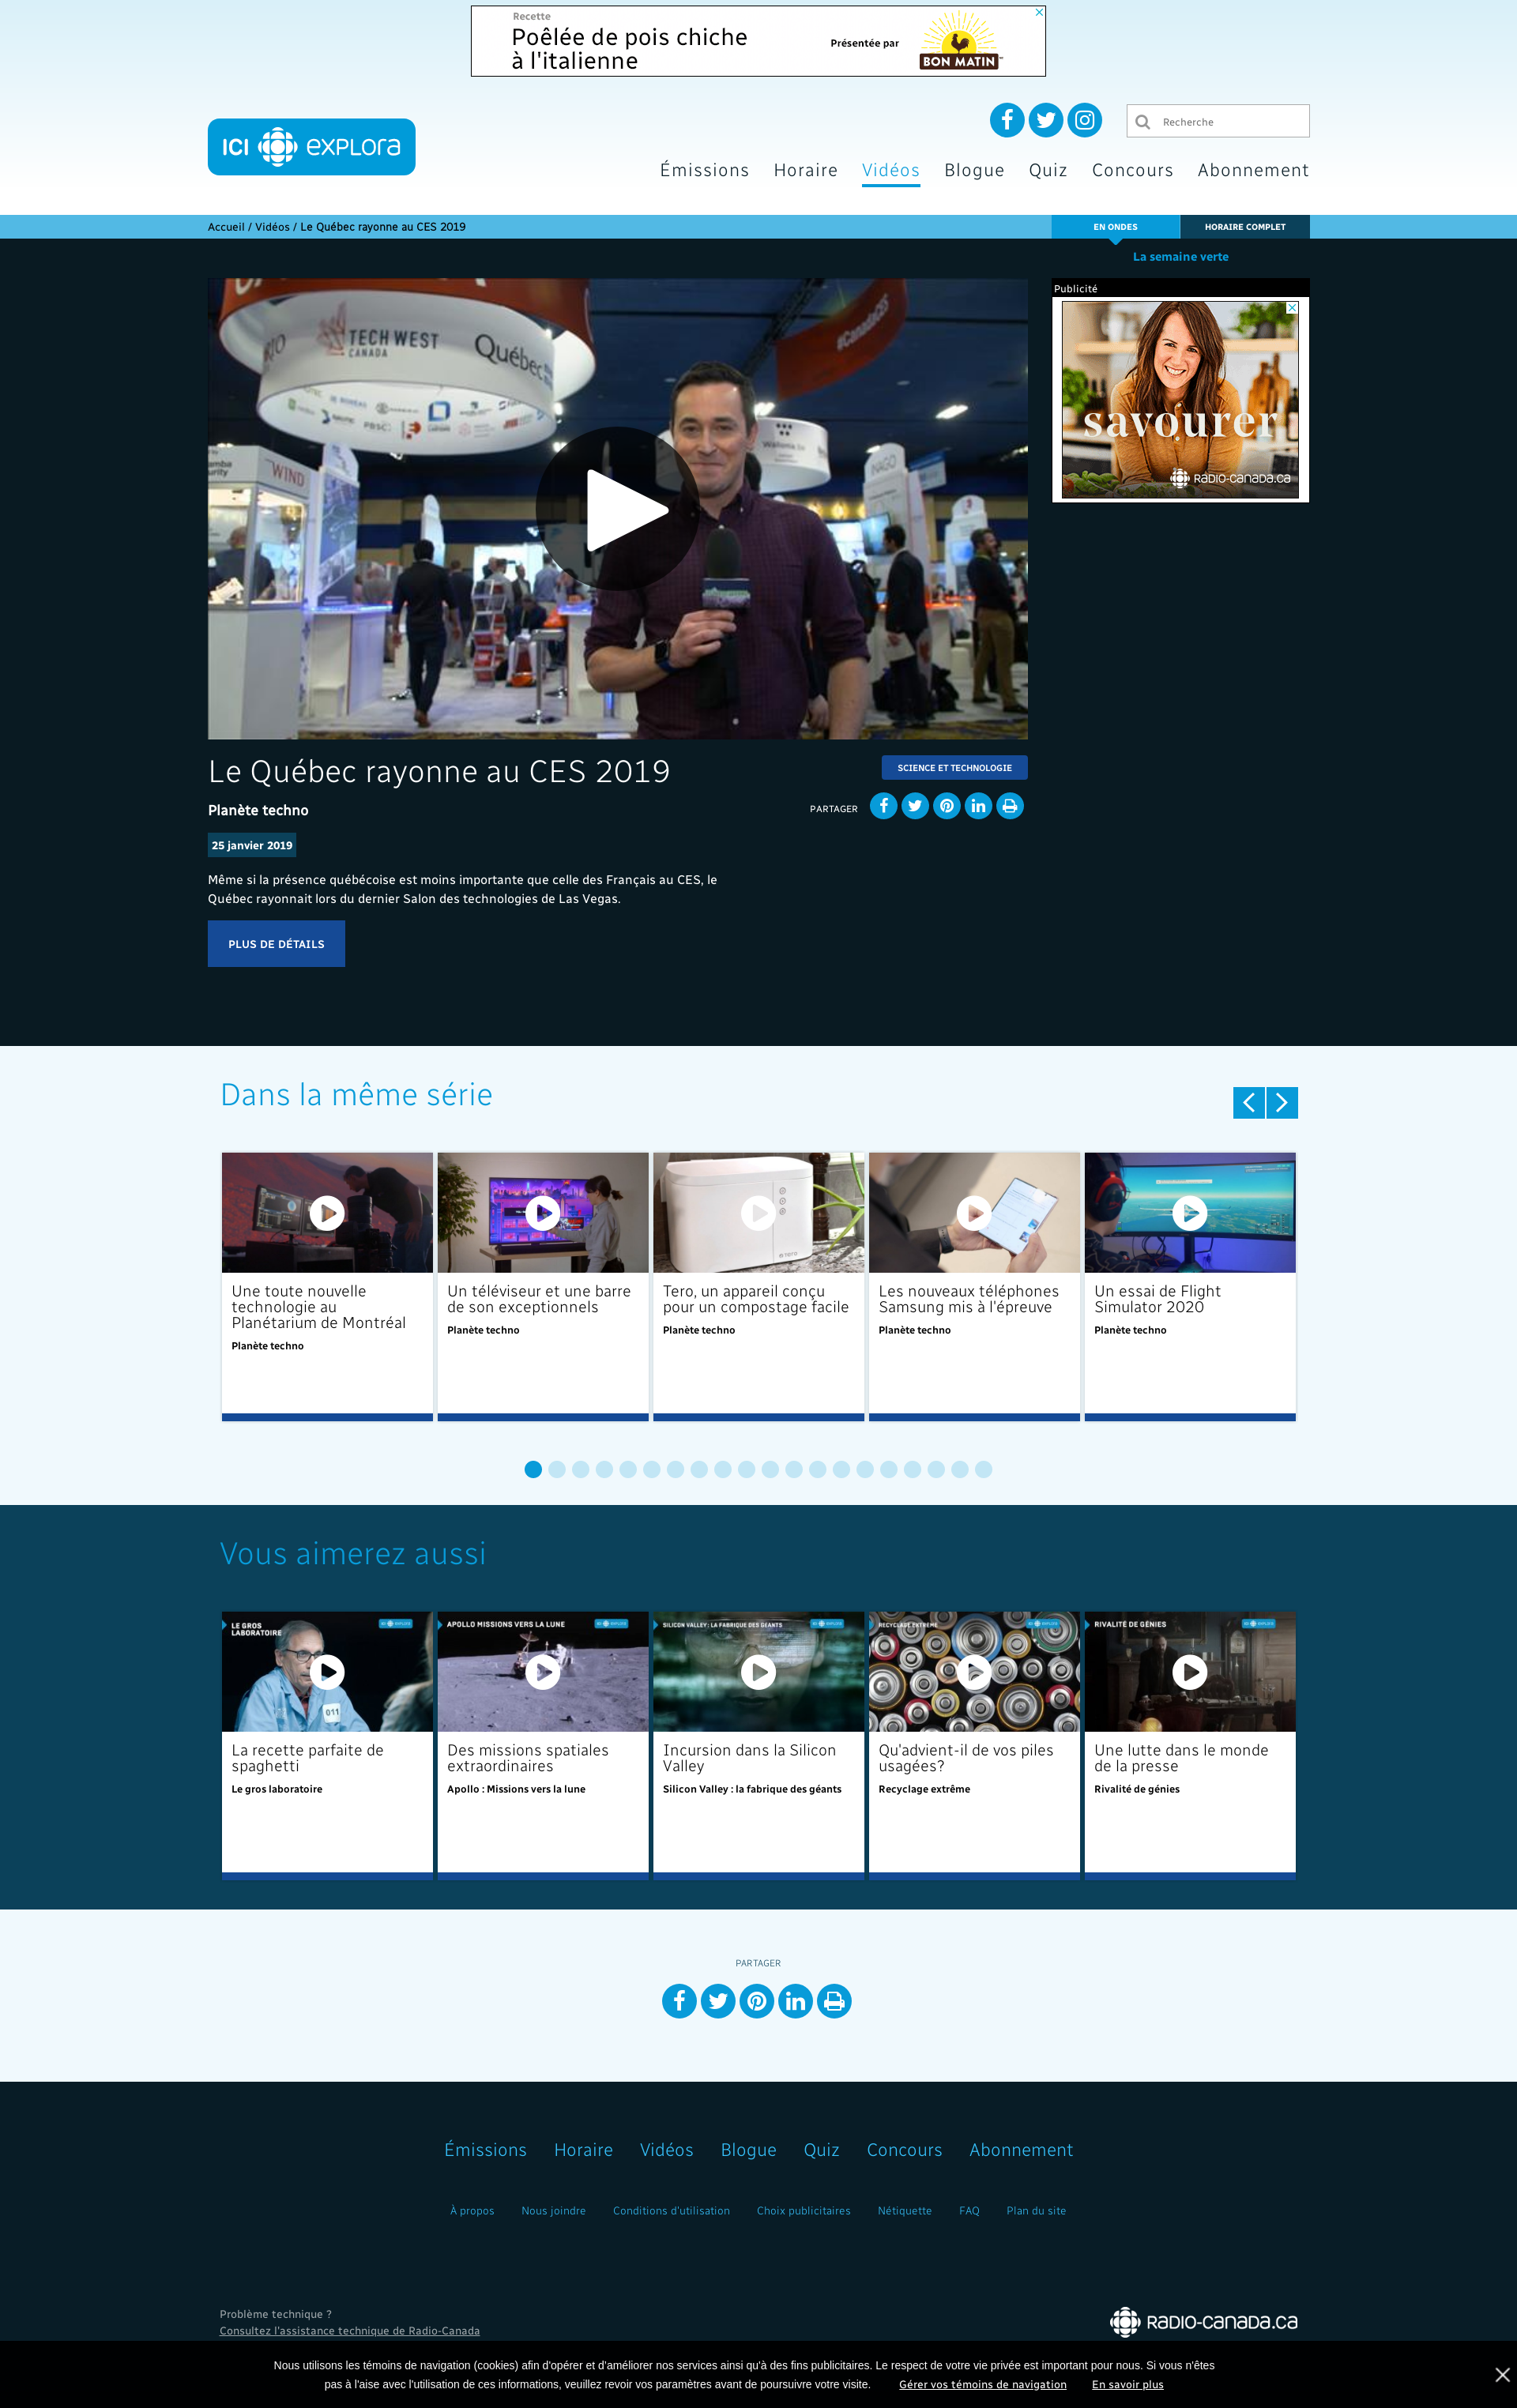 Recette
Poêlée de pois chiche
à l'italienne
Présentée par
BON MATIN
ICI explora
Recherche
Émissions Horaire Vidéos Blogue Quiz Concours Abonnement
Accueil / Vidéos / Le Québec rayonne au CES 2019
EN ONDES
HORAIRE COMPLET
La semaine verte
TECH WEST
CANADA
Québec
#CanadaCES
WIND
Publicité
savourer
RADIO-CANADA.ca
Le Québec rayonne au CES 2019
SCIENCE ET TECHNOLOGIE
Planète techno
PARTAGER
25 janvier 2019
Même si la présence québécoise est moins importante que celle des Français au CES, le
Québec rayonnait lors du dernier Salon des technologies de Las Vegas.
PLUS DE DÉTAILS
Dans la même série
Une toute nouvelle
technologie au
Planétarium de Montréal
Planète techno
Un téléviseur et une barre
de son exceptionnels
Planète techno
tero
Tero, un appareil conçu
pour un compostage facile
Planète techno
Les nouveaux téléphones
Samsung mis à l'épreuve
Planète techno
Un essai de Flight
Simulator 2020
Planète techno
Vous aimerez aussi
LE GROS
LABORATOIRE
ICI EXPLORA
011
La recette parfaite de
spaghetti
Le gros laboratoire
APOLLO MISSIONS VERS LA LUNE
ICI EXPLORA
Des missions spatiales
extraordinaires
Apollo : Missions vers la lune
SILICON VALLEY : LA FABRIQUE DES GÉANTS
ICI EXPLORA
Incursion dans la Silicon
Valley
Silicon Valley : la fabrique des géants
RECYCLAGE EXTRÊME
ICI EXPLORA
Qu'advient-il de vos piles
usagées?
Recyclage extrême
RIVALITÉ DE GÉNIES
ICI EXPLORA
Une lutte dans le monde
de la presse
Rivalité de génies
PARTAGER
Émissions Horaire Vidéos Blogue Quiz Concours Abonnement
À propos Nous joindre Conditions d'utilisation Choix publicitaires Nétiquette FAQ Plan du site
Problème technique ?
Consultez l'assistance technique de Radio-Canada
RADIO-CANADA.ca
Nous utilisons les témoins de navigation (cookies) afin d'opérer et d'améliorer nos services ainsi qu'à des fins publicitaires. Le respect de votre vie privée est important pour nous. Si vous n'êtes
pas à l'aise avec l'utilisation de ces informations, veuillez revoir vos paramètres avant de poursuivre votre visite. Gérer vos témoins de navigation En savoir plus